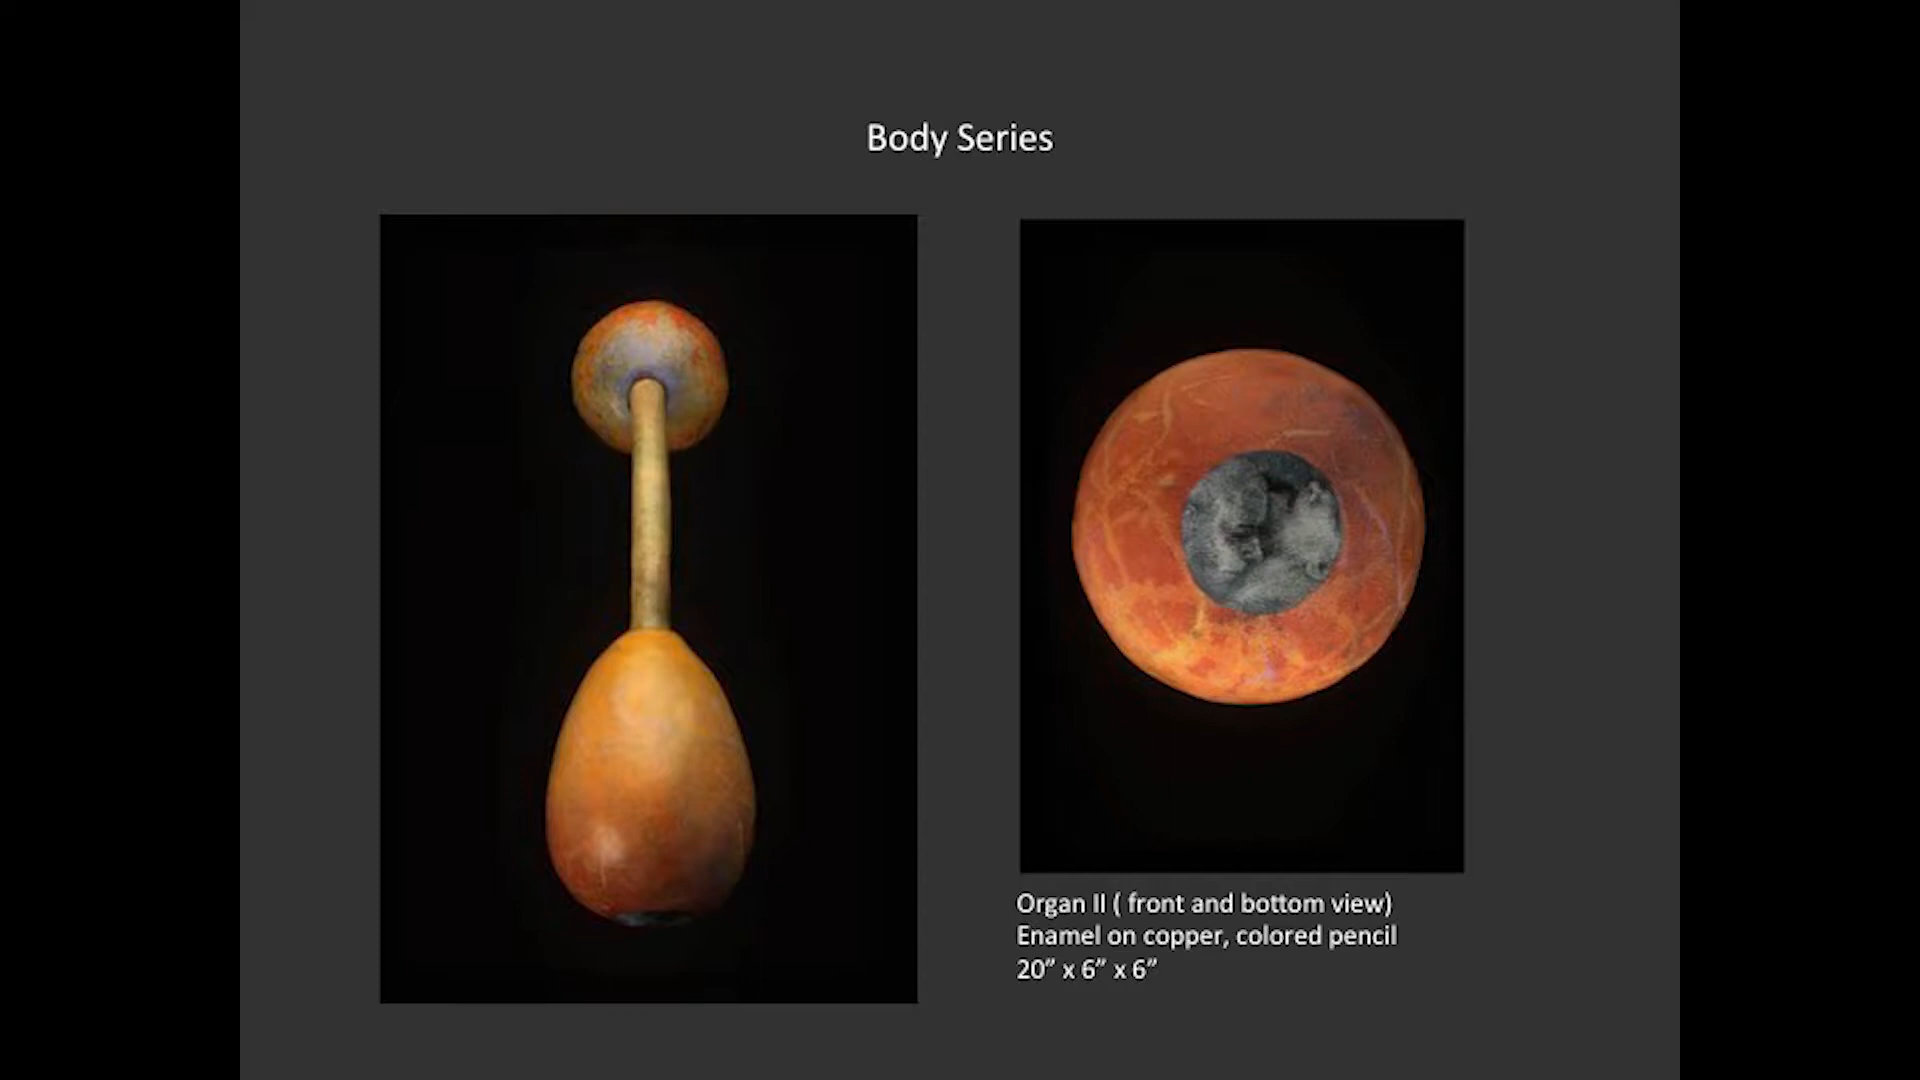 Body Series
Organ II ( front and bottom view)
Enamel on copper, colored pencil
20” x 6” x 6”